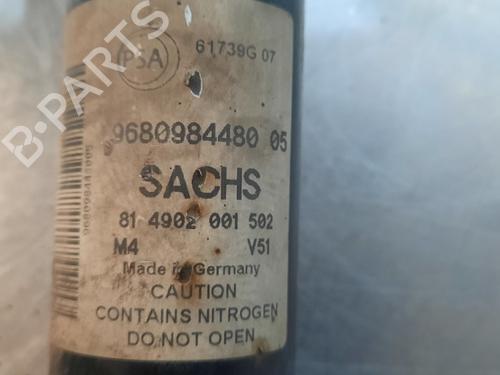 PSA
61739G 07
B-PARTS
9680984480 05
SACHS
81 4902 001 502
M4 V51
Made in Germany
CAUTION
CONTAINS NITROGEN
DO NOT OPEN
968098448005